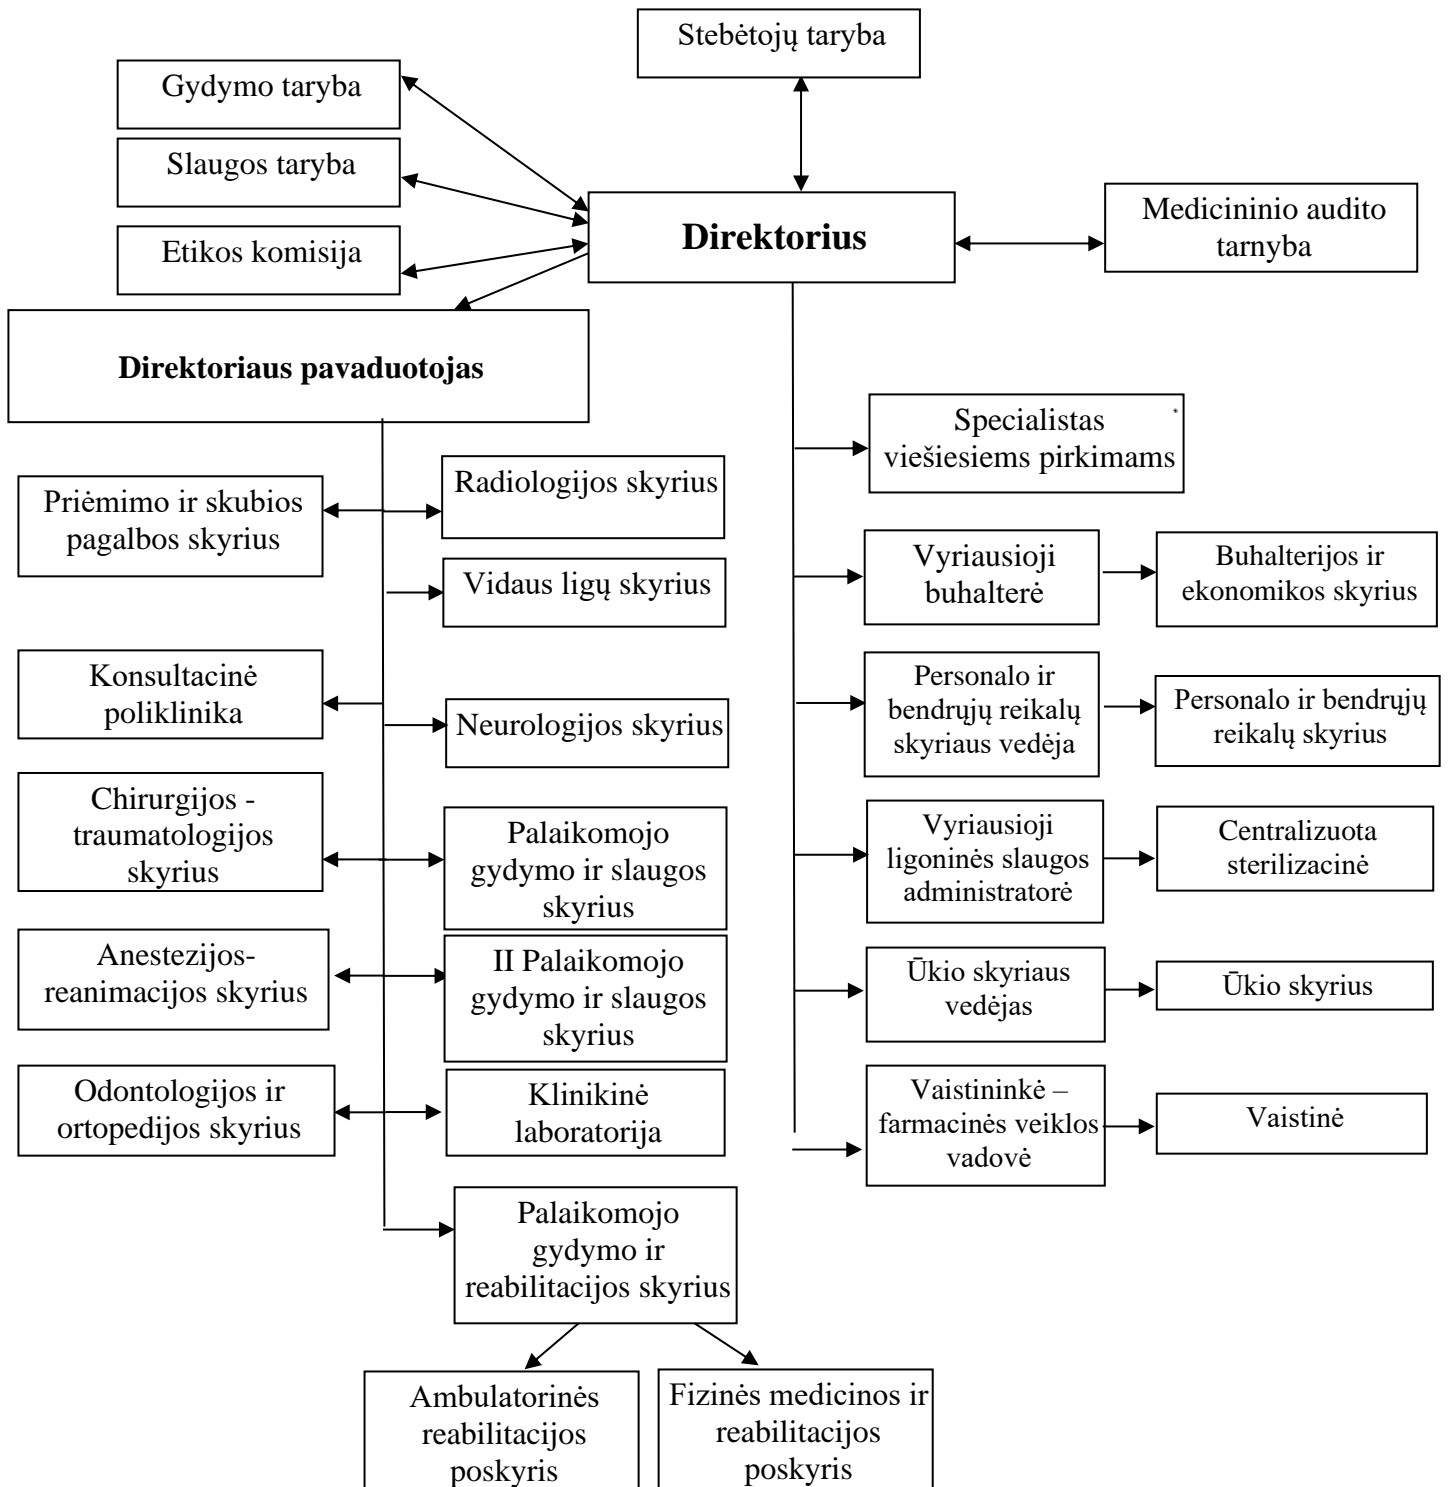 Stebėtojų taryba
Gydymo taryba
Slaugos taryba
Etikos komisija
Direktorius
Medicininio audito
tarnyba
Direktoriaus pavaduotojas
Specialistas
viešiesiems pirkimams
Priėmimo ir skubios
pagalbos skyrius
Radiologijos skyrius
Vidaus ligų skyrius
Vyriausioji
buhalterė
Buhalterijos ir
ekonomikos skyrius
Konsultacinė
poliklinika
Neurologijos skyrius
Personalo ir
bendrųjų reikalų
skyriaus vedėja
Personalo ir bendrųjų
reikalų skyrius
Chirurgijos -
traumatologijos
skyrius
Palaikomojo
gydymo ir slaugos
skyrius
Vyriausioji
ligoninės slaugos
administratorė
Centralizuota
sterilizacinė
Anestezijos-
reanimacijos skyrius
II Palaikomojo
gydymo ir slaugos
skyrius
Ūkio skyriaus
vedėjas
Ūkio skyrius
Odontologijos ir
ortopedijos skyrius
Klinikinė
laboratorija
Vaistininkė –
farmacinės veiklos
vadovė
Vaistinė
Palaikomojo
gydymo ir
reabilitacijos skyrius
Ambulatorinės
reabilitacijos
poskyris
Fizinės medicinos ir
reabilitacijos
poskyris